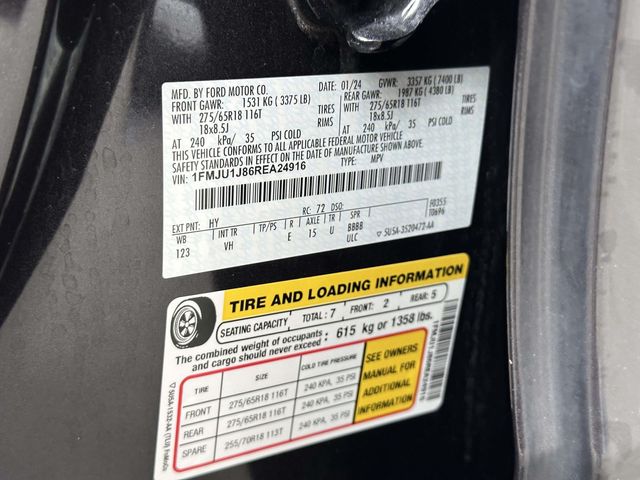 MFD. BY FORD MOTOR CO.
DATE: 01/24 GVWR: 3357 KG (7400 LB)
FRONT GAWR: 1531 KG (3375 LB) REAR GAWR: 1987 KG (4380 LB)
WITH 275/65R18 116T TIRES WITH 275/65R18 116T TIRES
18x8.5J RIMS 18x8.5J RIMS
AT 240 kPa/ 35 PSI COLD AT 240 kPa/ 35 PSI COLD
THIS VEHICLE CONFORMS TO ALL APPLICABLE FEDERAL MOTOR VEHICLE
SAFETY STANDARDS IN EFFECT ON THE DATE OF MANUFACTURE SHOWN ABOVE.
VIN: 1FMJU1J86REA24916 TYPE: MPV
EXT PNT: HY RC: 72 DSO: F0355
WB INT TR TP/PS R AXLE TR SPR T0696
123 VH E 15 U BBBB
ULC ▽ 5U5A-3520472-AA
TIRE AND LOADING INFORMATION
SEATING CAPACITY TOTAL: 7 FRONT: 2 REAR: 5
The combined weight of occupants and cargo should never exceed: 615 kg or 1358 lbs.
TIRE SIZE COLD TIRE PRESSURE
FRONT 275/65R18 116T 240 KPA, 35 PSI
REAR 275/65R18 116T 240 KPA, 35 PSI
SPARE 255/70R18 113T 240 KPA, 35 PSI
SEE OWNERS
MANUAL FOR
ADDITIONAL
INFORMATION